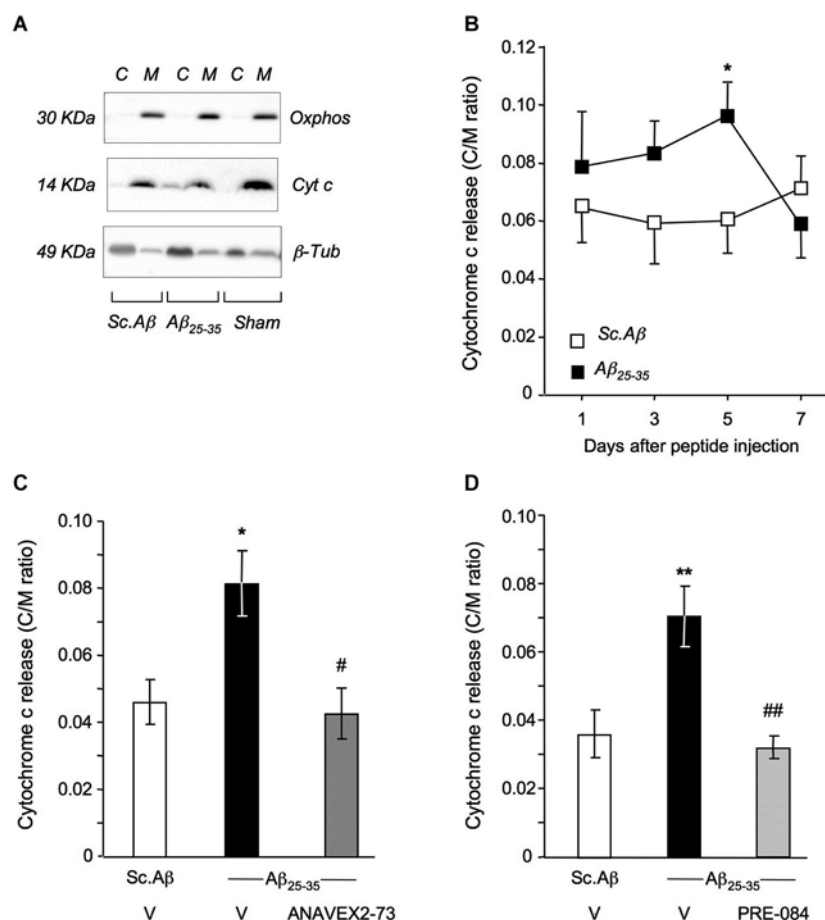 A
C M C M C M
30 KDa Oxphos
14 KDa Cyt c
49 KDa β-Tub
Sc.Aβ Aβ25-35 Sham
B
Cytochrome c release (C/M ratio)
0.12
0.10
0.08
0.06
0.04
0.02
0
*
Sc.Aβ
Aβ25-35
1 3 5 7
Days after peptide injection
C
Cytochrome c release (C/M ratio)
0.10
0.08
0.06
0.04
0.02
0
*
#
Sc.Aβ Aβ25-35
V V ANAVEX2-73
D
Cytochrome c release (C/M ratio)
0.10
0.08
0.06
0.04
0.02
0
**
##
Sc.Aβ Aβ25-35
V V PRE-084